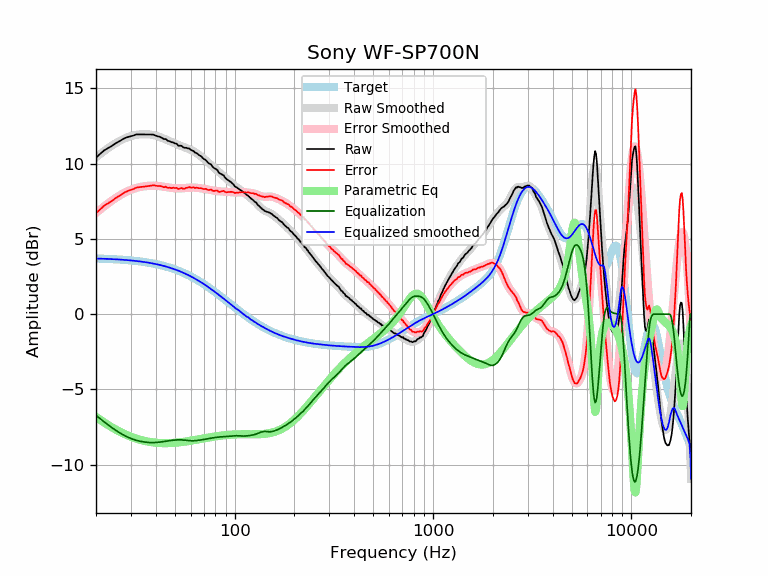 Sony WF-SP700N
Target
Raw Smoothed
Error Smoothed
Raw
Error
Parametric Eq
Equalization
Equalized smoothed
Amplitude (dBr)
15
10
5
0
−5
−10
100
1000
10000
Frequency (Hz)